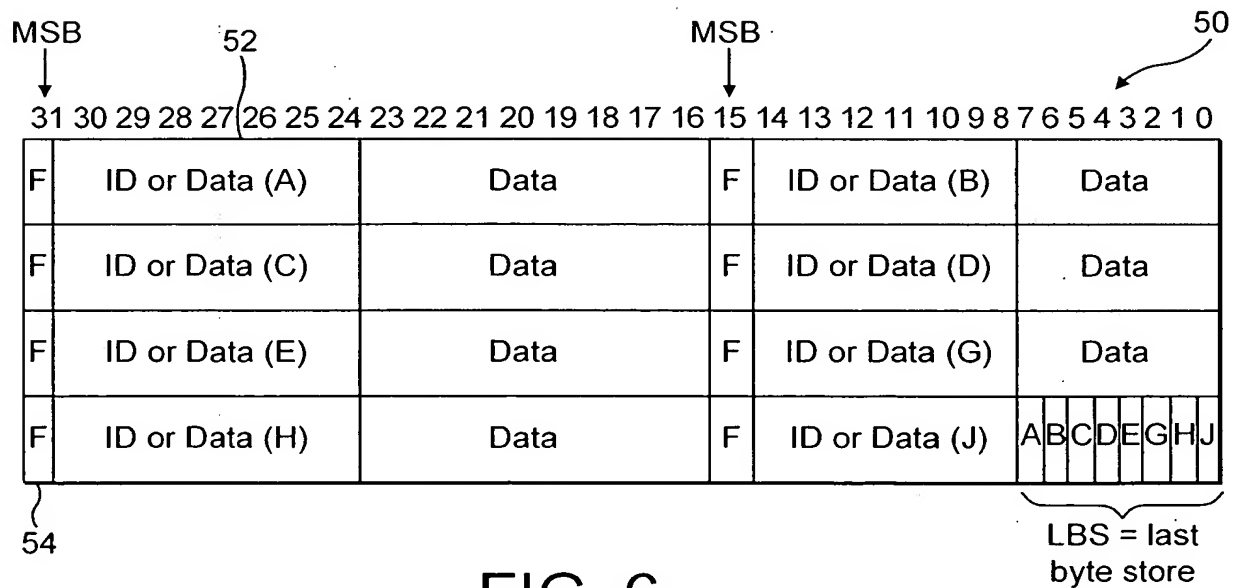 MSB
52
MSB
50
31 30 29 28 27 26 25 24 23 22 21 20 19 18 17 16 15 14 13 12 11 10 9 8 7 6 5 4 3 2 1 0
F ID or Data (A) Data F ID or Data (B) Data
F ID or Data (C) Data F ID or Data (D) Data
F ID or Data (E) Data F ID or Data (G) Data
F ID or Data (H) Data F ID or Data (J) A B C D E G H J
54
LBS = last
byte store
FIG. 6